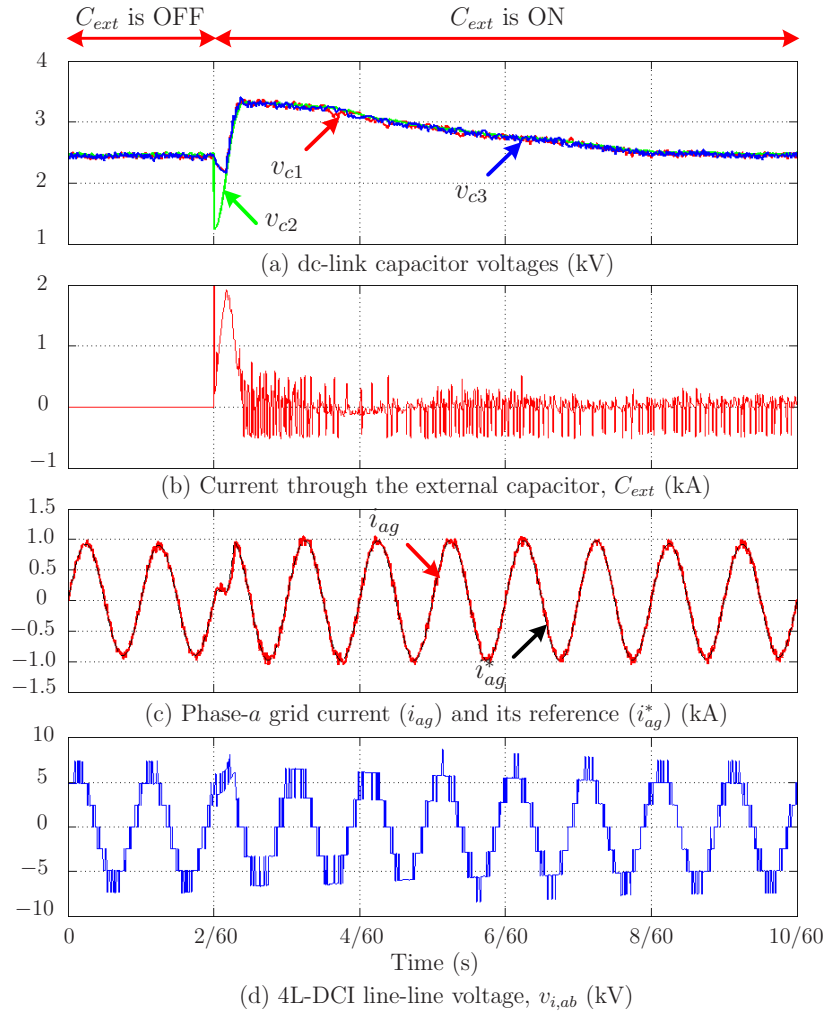 C_ext is OFF C_ext is ON
4
3
2
1
v_c1
v_c2
v_c3
(a) dc-link capacitor voltages (kV)
2
1
0
−1
(b) Current through the external capacitor, C_ext (kA)
1.5
1.0
0.5
0
−0.5
−1.0
−1.5
i_ag
i*_ag
(c) Phase-a grid current (i_ag) and its reference (i*_ag) (kA)
10
5
0
−5
−10
0 2/60 4/60 6/60 8/60 10/60
Time (s)
(d) 4L-DCI line-line voltage, v_i,ab (kV)